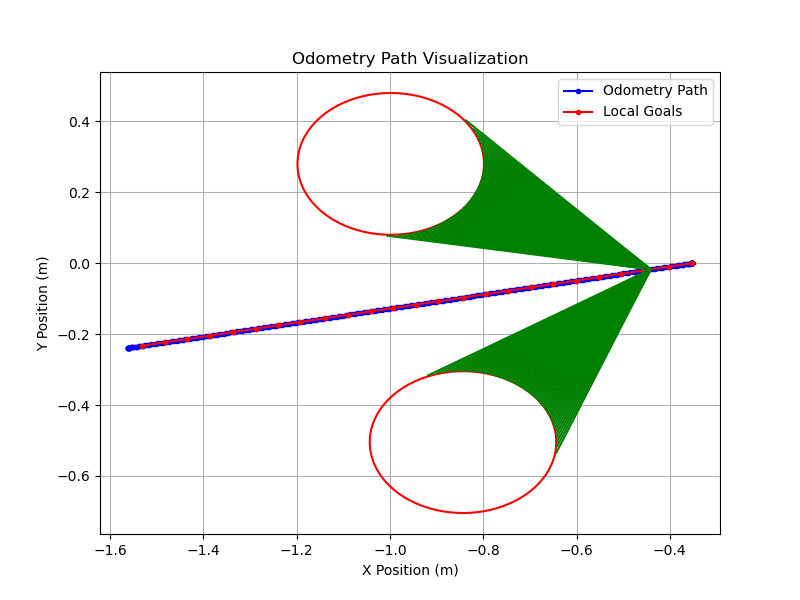 Odometry Path Visualization
Odometry Path
Local Goals
Y Position (m)
0.4
0.2
0.0
−0.2
−0.4
−0.6
−1.6 −1.4 −1.2 −1.0 −0.8 −0.6 −0.4
X Position (m)